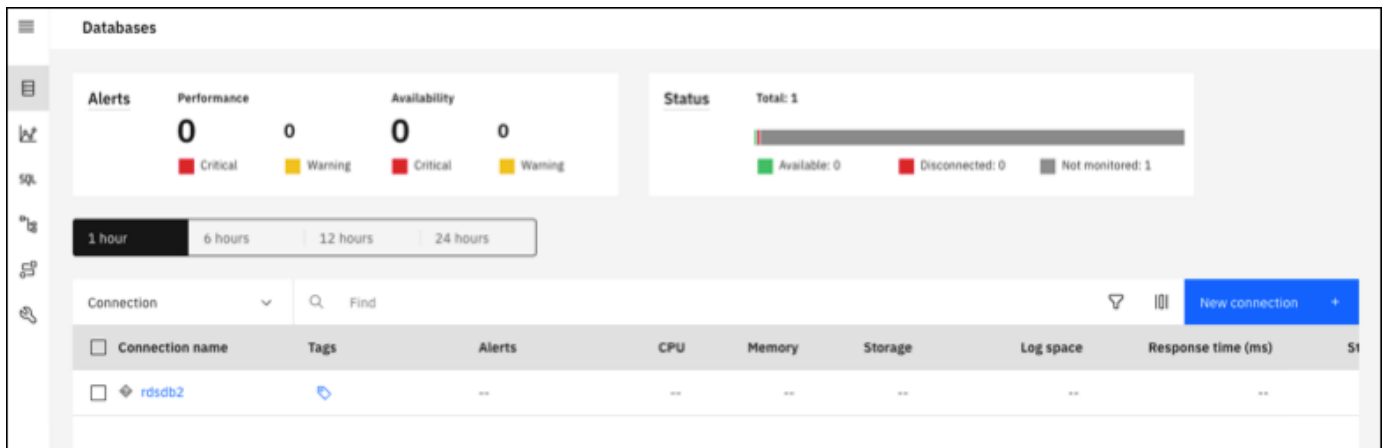 Databases
Alerts
Performance
Availability
0 0 0 0
Critical Warning Critical Warning
Status
Total: 1
Available: 0 Disconnected: 0 Not monitored: 1
SQL
1 hour 6 hours 12 hours 24 hours
Connection Find New connection +
Connection name Tags Alerts CPU Memory Storage Log space Response time (ms)
rdsdb2 -- -- -- -- -- --